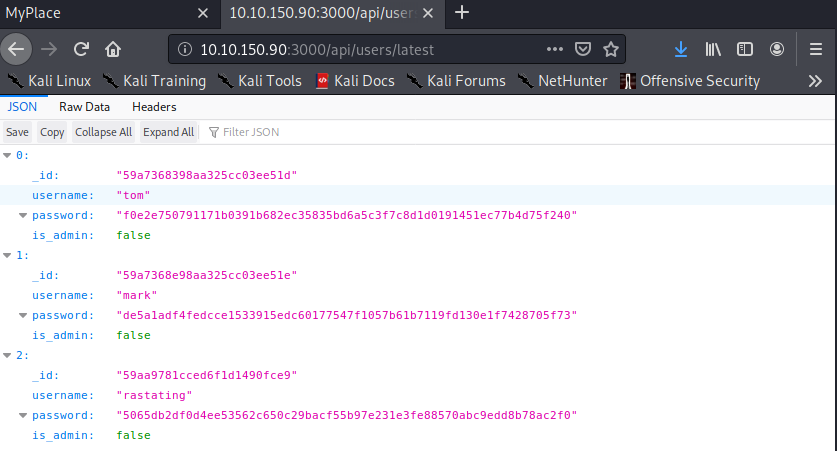 MyPlace
10.10.150.90:3000/api/users
10.10.150.90:3000/api/users/latest
Kali Linux Kali Training Kali Tools Kali Docs Kali Forums NetHunter Offensive Security
JSON Raw Data Headers
Save Copy Collapse All Expand All Filter JSON
0:
_id: "59a7368398aa325cc03ee51d"
username: "tom"
password: "f0e2e750791171b0391b682ec35835bd6a5c3f7c8d1d0191451ec77b4d75f240"
is_admin: false
1:
_id: "59a7368e98aa325cc03ee51e"
username: "mark"
password: "de5a1adf4fedcce1533915edc60177547f1057b61b7119fd130e1f7428705f73"
is_admin: false
2:
_id: "59aa9781cced6f1d1490fce9"
username: "rastating"
password: "5065db2df0d4ee53562c650c29bacf55b97e231e3fe88570abc9edd8b78ac2f0"
is_admin: false